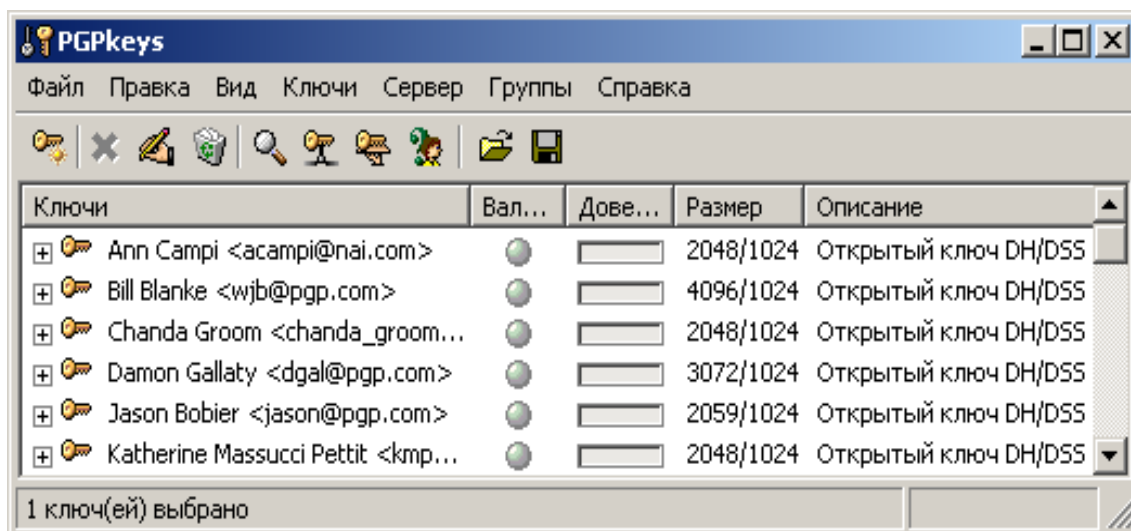 PGPkeys
Файл Правка Вид Ключи Сервер Группы Справка
Ключи Вал... Дове... Размер Описание
Ann Campi <acampi@nai.com> 2048/1024 Открытый ключ DH/DSS
Bill Blanke <wjb@pgp.com> 4096/1024 Открытый ключ DH/DSS
Chanda Groom <chanda_groom... 2048/1024 Открытый ключ DH/DSS
Damon Gallaty <dgal@pgp.com> 3072/1024 Открытый ключ DH/DSS
Jason Bobier <jason@pgp.com> 2059/1024 Открытый ключ DH/DSS
Katherine Massucci Pettit <kmp... 2048/1024 Открытый ключ DH/DSS
1 ключ(ей) выбрано